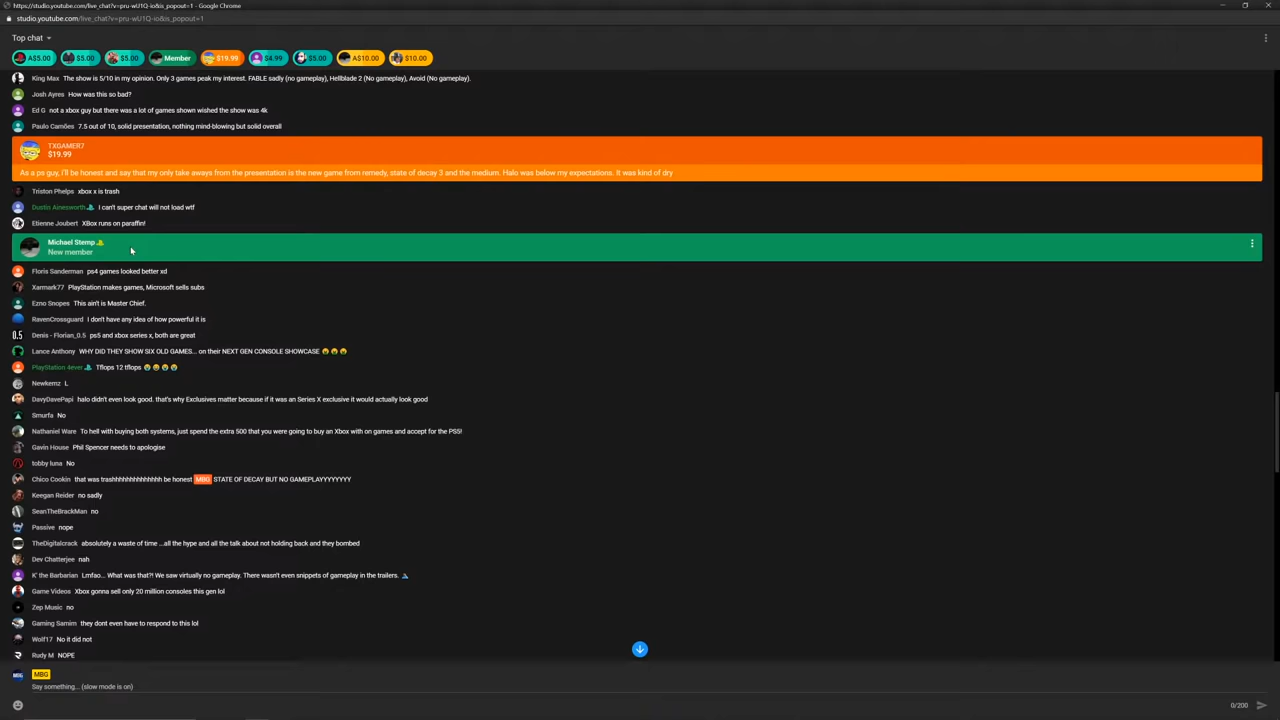 https://studio.youtube.com/live_chat?v=pru-wU1Q-io&is_popout=1 - Google Chrome
studio.youtube.com/live_chat?v=pru-wU1Q-io&is_popout=1
Top chat
A$5.00 $5.00 $5.00 Member $19.99 $4.99 $5.00 A$10.00 $10.00
King Max The show is 5/10 in my opinion. Only 3 games peak my interest. FABLE sadly (no gameplay), Hellblade 2 (No gameplay), Avoid (No gameplay).
Josh Ayres How was this so bad?
Ed G not a xbox guy but there was a lot of games shown wished the show was 4k
Paulo Camões 7.5 out of 10, solid presentation, nothing mind-blowing but solid overall
TXGAMER7
$19.99
As a ps guy, i'll be honest and say that my only take aways from the presentation is the new game from remedy, state of decay 3 and the medium. Halo was below my expectations. It was kind of dry
Triston Phelps xbox x is trash
Dustin Ainesworth I can't super chat will not load wtf
Etienne Joubert XBox runs on paraffin!
Michael Stemp
New member
Floris Sanderman ps4 games looked better xd
Xarmark77 PlayStation makes games, Microsoft sells subs
Ezno Snopes This ain't is Master Chief.
RavenCrossguard I don't have any idea of how powerful it is
0.5 Denis - Florian_0.5 ps5 and xbox series x, both are great
Lance Anthony WHY DID THEY SHOW SIX OLD GAMES... on their NEXT GEN CONSOLE SHOWCASE
PlayStation 4ever Tflops 12 tflops
Newkemz L
DavyDavePapi halo didn't even look good. that's why Exclusives matter because if it was an Series X exclusive it would actually look good
Smurfa No
Nathaniel Ware To hell with buying both systems, just spend the extra 500 that you were going to buy an Xbox with on games and accept for the PS5!
Gavin House Phil Spencer needs to apologise
tobby luna No
Chico Cookin that was trashhhhhhhhhhhhhh be honest MBG STATE OF DECAY BUT NO GAMEPLAYYYYYYY
Keegan Reider no sadly
SeanTheBrackMan no
Passive nope
TheDigitalcrack absolutely a waste of time ...all the hype and all the talk about not holding back and they bombed
Dev Chatterjee nah
K' the Barbarian Lmfao... What was that?! We saw virtually no gameplay. There wasn't even snippets of gameplay in the trailers.
Game Videos Xbox gonna sell only 20 million consoles this gen lol
Zep Music no
Gaming Samim they dont even have to respond to this lol
Wolf17 No it did not
Rudy M NOPE
MBG MBG
Say something... (slow mode is on)
0/200